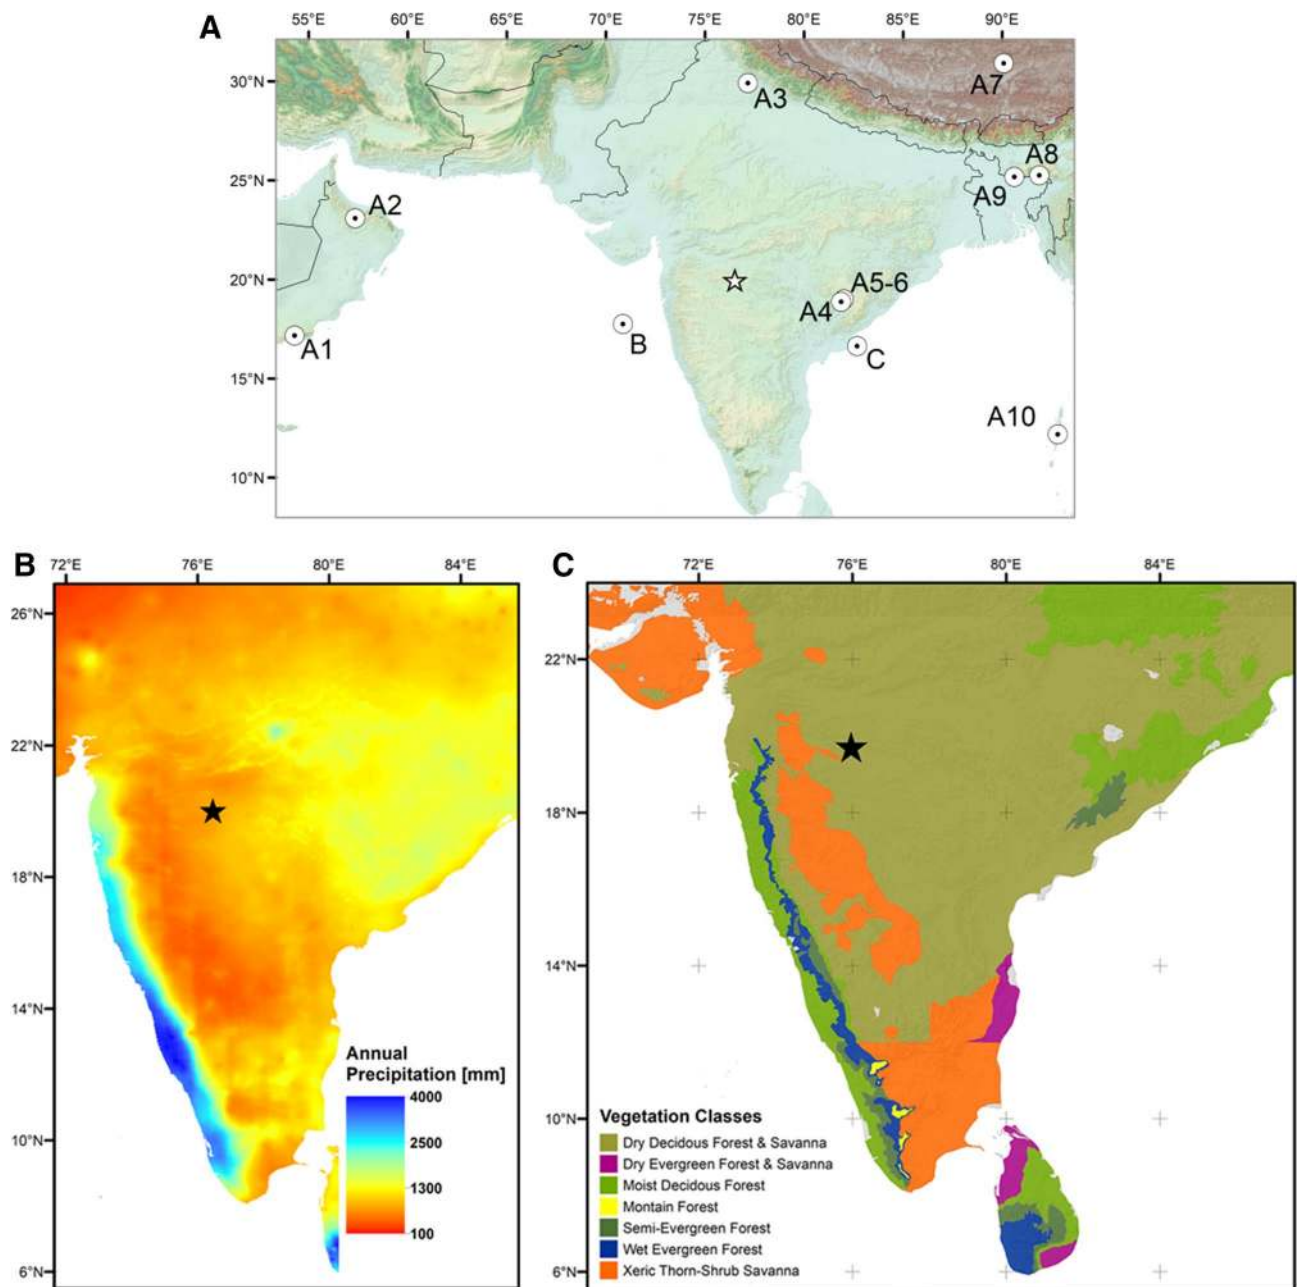 A
55°E 60°E 65°E 70°E 75°E 80°E 85°E 90°E
30°N
25°N
20°N
15°N
10°N
A7
A3
A8
A9
A2
A5-6
A4
A1
B
C
A10
B
72°E 76°E 80°E 84°E
26°N
22°N
18°N
14°N
10°N
6°N
Annual
Precipitation [mm]
4000
2500
1300
100
C
72°E 76°E 80°E 84°E
22°N
18°N
14°N
10°N
6°N
Vegetation Classes
Dry Decidous Forest & Savanna
Dry Evergreen Forest & Savanna
Moist Decidous Forest
Montain Forest
Semi-Evergreen Forest
Wet Evergreen Forest
Xeric Thorn-Shrub Savanna